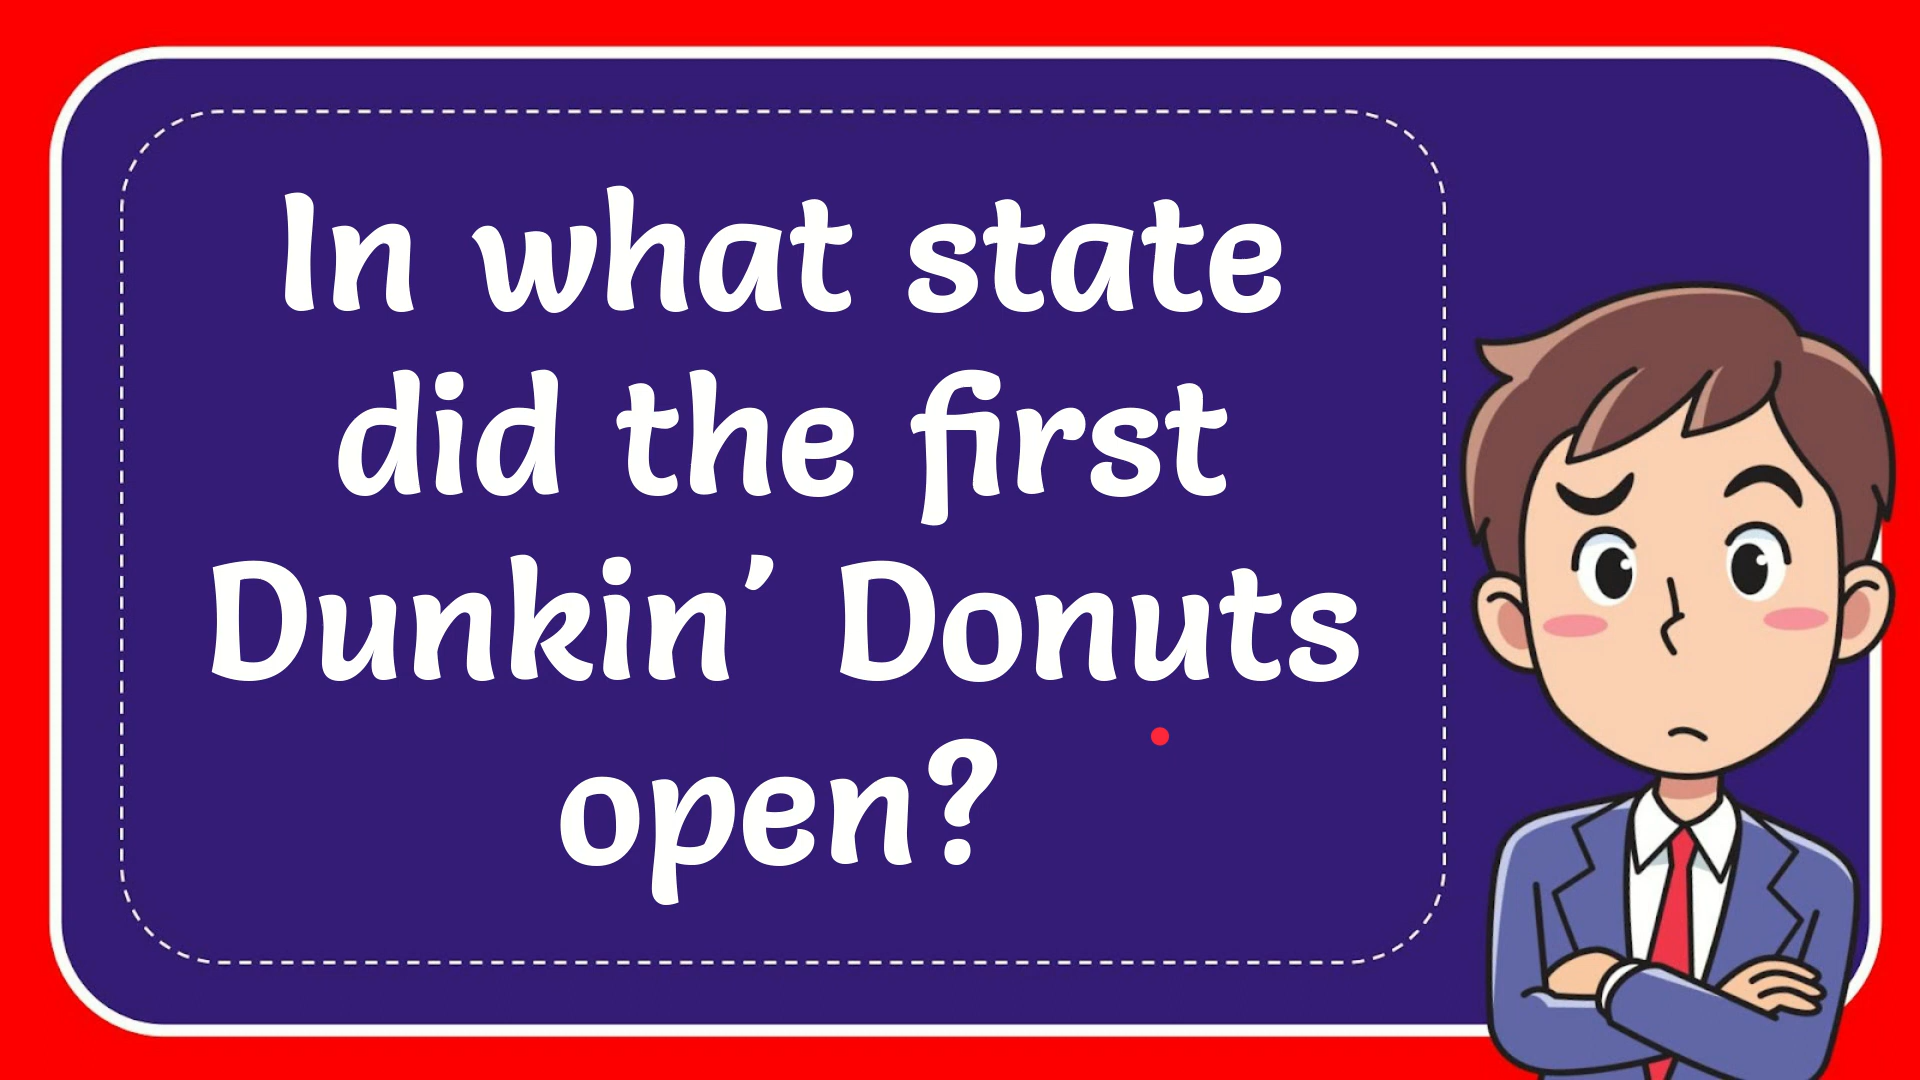 In what state
did the first
Dunkin’ Donuts
open?